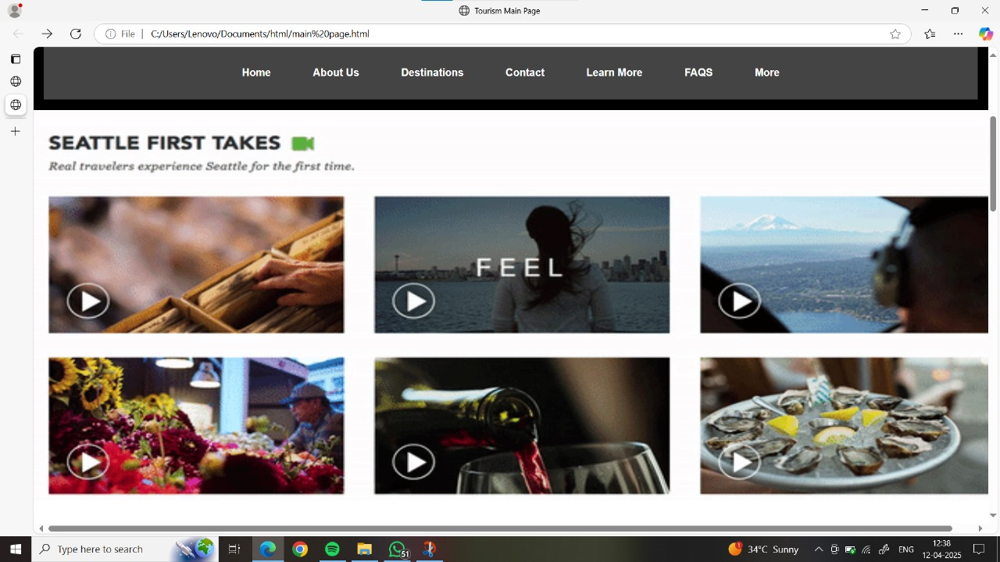 Tourism Main Page
File | C:/Users/Lenovo/Documents/html/main%20page.html
Home About Us Destinations Contact Learn More FAQS More
SEATTLE FIRST TAKES
Real travelers experience Seattle for the first time.
FEEL
Type here to search
51
34°C Sunny
ENG
12:38
12-04-2025